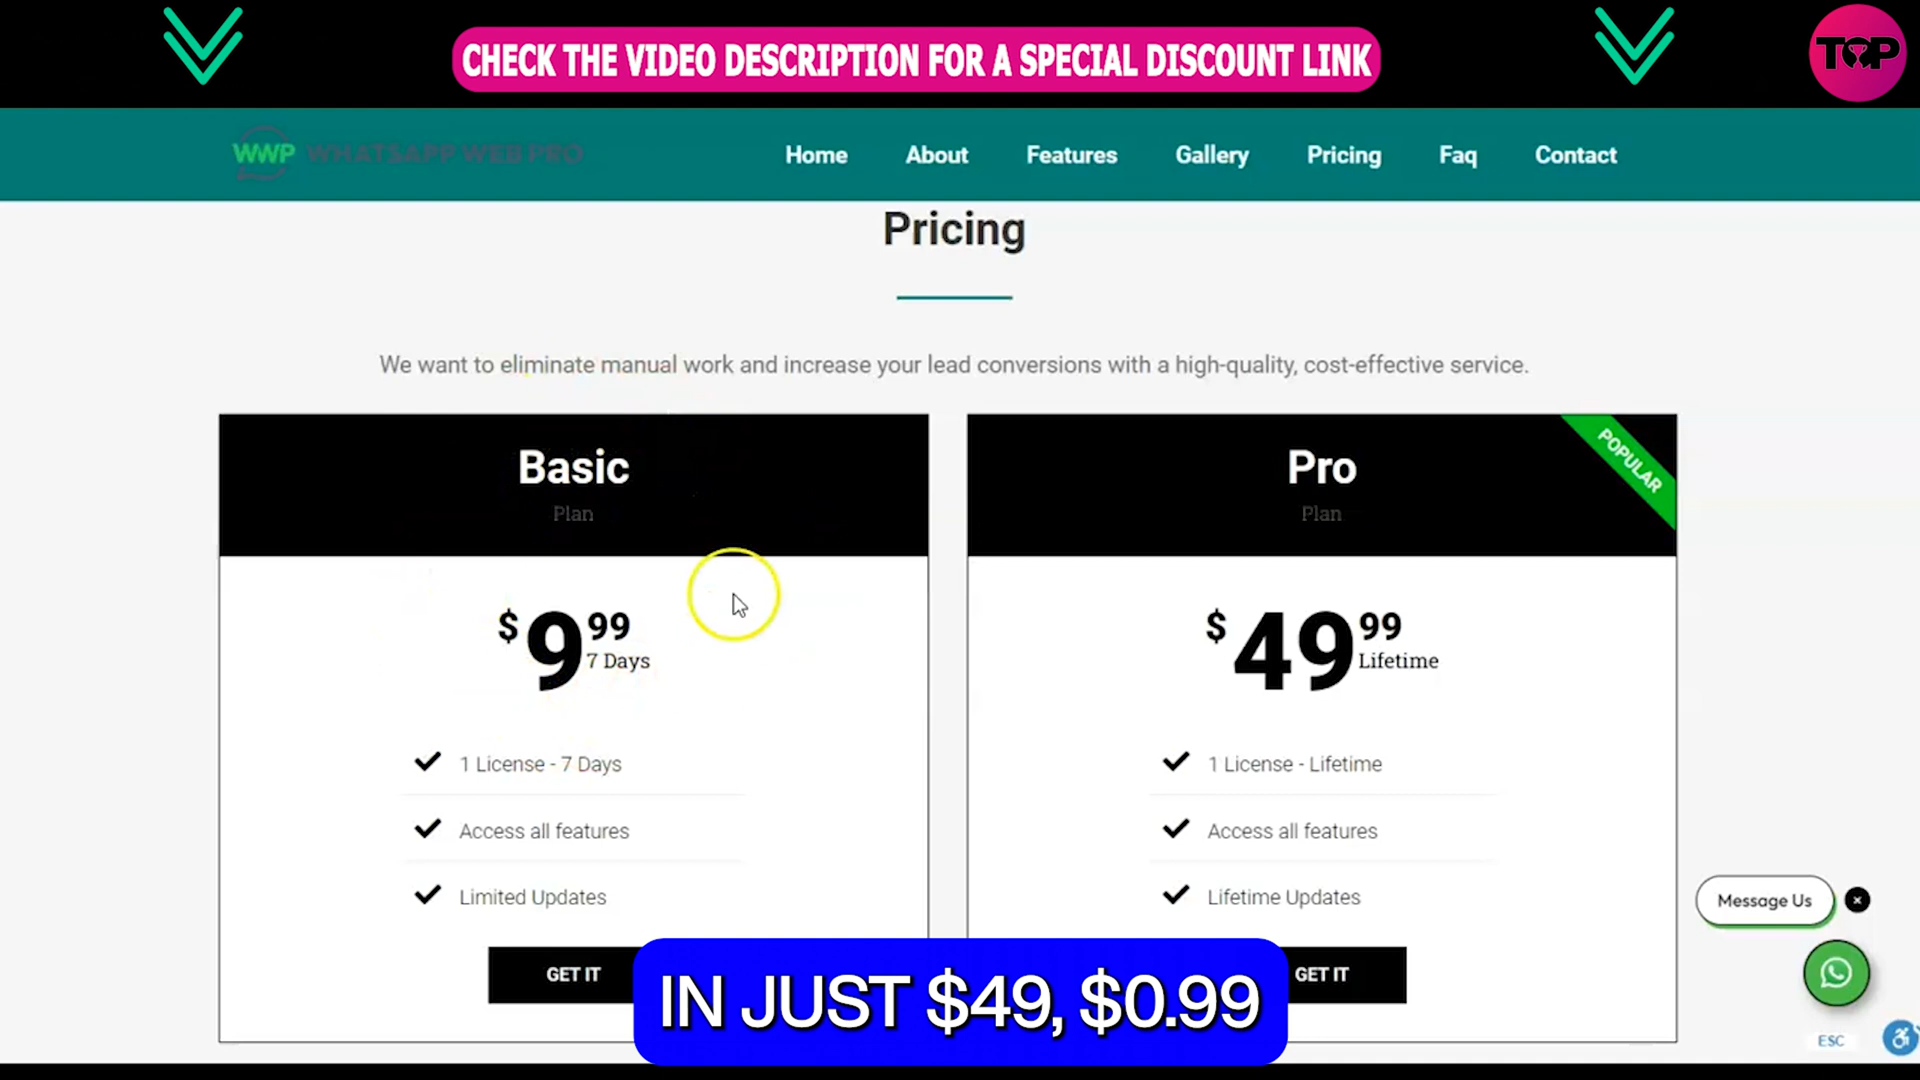 CHECK THE VIDEO DESCRIPTION FOR A SPECIAL DISCOUNT LINK
TOP
WWP WHATSAPP WEB PRO
Home About Features Gallery Pricing Faq Contact
Pricing
We want to eliminate manual work and increase your lead conversions with a high-quality, cost-effective service.
Basic
Plan
$9 99
7 Days
1 License - 7 Days
Access all features
Limited Updates
GET IT
POPULAR
Pro
Plan
$49 99
Lifetime
1 License - Lifetime
Access all features
Lifetime Updates
GET IT
Message Us
ESC
IN JUST $49, $0.99